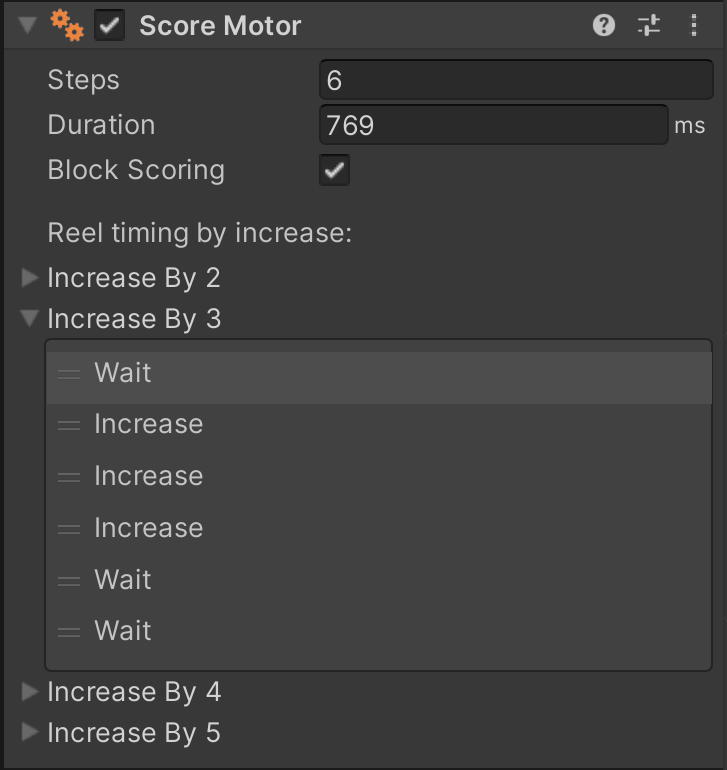 Score Motor
Steps 6
Duration 769 ms
Block Scoring
Reel timing by increase:
Increase By 2
Increase By 3
Wait
Increase
Increase
Increase
Wait
Wait
Increase By 4
Increase By 5